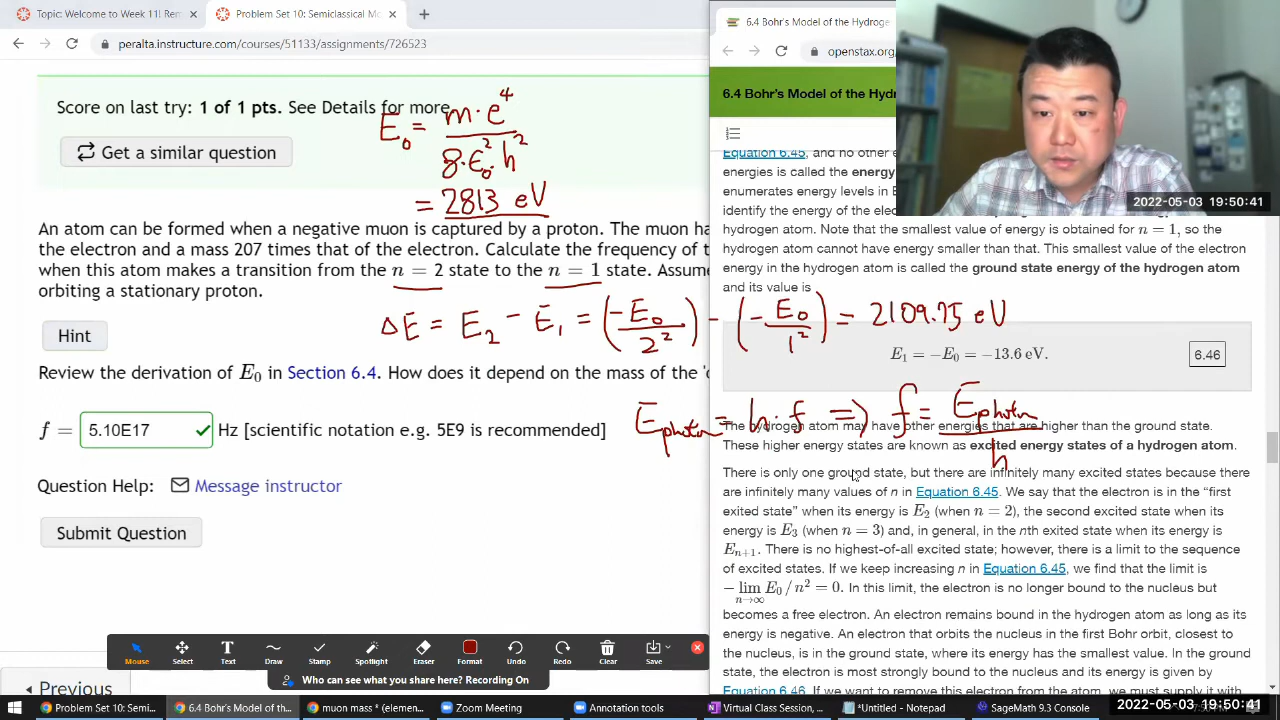 Topic: Welcome to Week 11! Ren
Problem Set 10: Semiclassical Mo
6.4 Bohr's Model of the Hydroge
peralta.instructure.com/courses/51133/assignments/726523
openstax.org
6.4 Bohr's Model of the Hydr
Score on last try: 1 of 1 pts. See Details for more.
Get a similar question
E₀ = m·e⁴ / 8·ε₀²·h²
= 2813 eV
An atom can be formed when a negative muon is captured by a proton. The muon ha
the electron and a mass 207 times that of the electron. Calculate the frequency of t
when this atom makes a transition from the n = 2 state to the n = 1 state. Assume
orbiting a stationary proton.
ΔE = E₂ - E₁ = (-E₀/2²) - (-E₀/1²) = 2109.75 eV
Hint
Review the derivation of E₀ in Section 6.4. How does it depend on the mass of the 'o
E_photon = h·f ⇒ f = E_photon / h
f = 5.10E17 Hz [scientific notation e.g. 5E9 is recommended]
Question Help: Message instructor
Submit Question
Previous
Equation 6.45, and no other e
energies is called the energy
enumerates energy levels in B
identify the energy of the elec
hydrogen atom. Note that the smallest value of energy is obtained for n = 1, so the
hydrogen atom cannot have energy smaller than that. This smallest value of the electron
energy in the hydrogen atom is called the ground state energy of the hydrogen atom
and its value is
E₁ = −E₀ = −13.6 eV.
6.46
The hydrogen atom may have other energies that are higher than the ground state.
These higher energy states are known as excited energy states of a hydrogen atom.
There is only one ground state, but there are infinitely many excited states because there
are infinitely many values of n in Equation 6.45. We say that the electron is in the “first
exited state” when its energy is E₂ (when n = 2), the second excited state when its
energy is E₃ (when n = 3) and, in general, in the nth exited state when its energy is
Eₙ₊₁. There is no highest-of-all excited state; however, there is a limit to the sequence
of excited states. If we keep increasing n in Equation 6.45, we find that the limit is
− lim n→∞ E₀/n² = 0. In this limit, the electron is no longer bound to the nucleus but
becomes a free electron. An electron remains bound in the hydrogen atom as long as its
energy is negative. An electron that orbits the nucleus in the first Bohr orbit, closest to
the nucleus, is in the ground state, where its energy has the smallest value. In the ground
state, the electron is most strongly bound to the nucleus and its energy is given by
Equation 6.46. If we want to remove this electron from the atom, we must supply it with
2022-05-03 19:50:41
Mouse Select Text Draw Stamp Spotlight Eraser Format Undo Redo Clear Save
Who can see what you share here? Recording On
Problem Set 10: Semi...
6.4 Bohr's Model of th...
muon mass * (elemen...
Zoom Meeting
Annotation tools
Virtual Class Session, ...
*Untitled - Notepad
SageMath 9.3 Console
2022-05-03 19:50:41